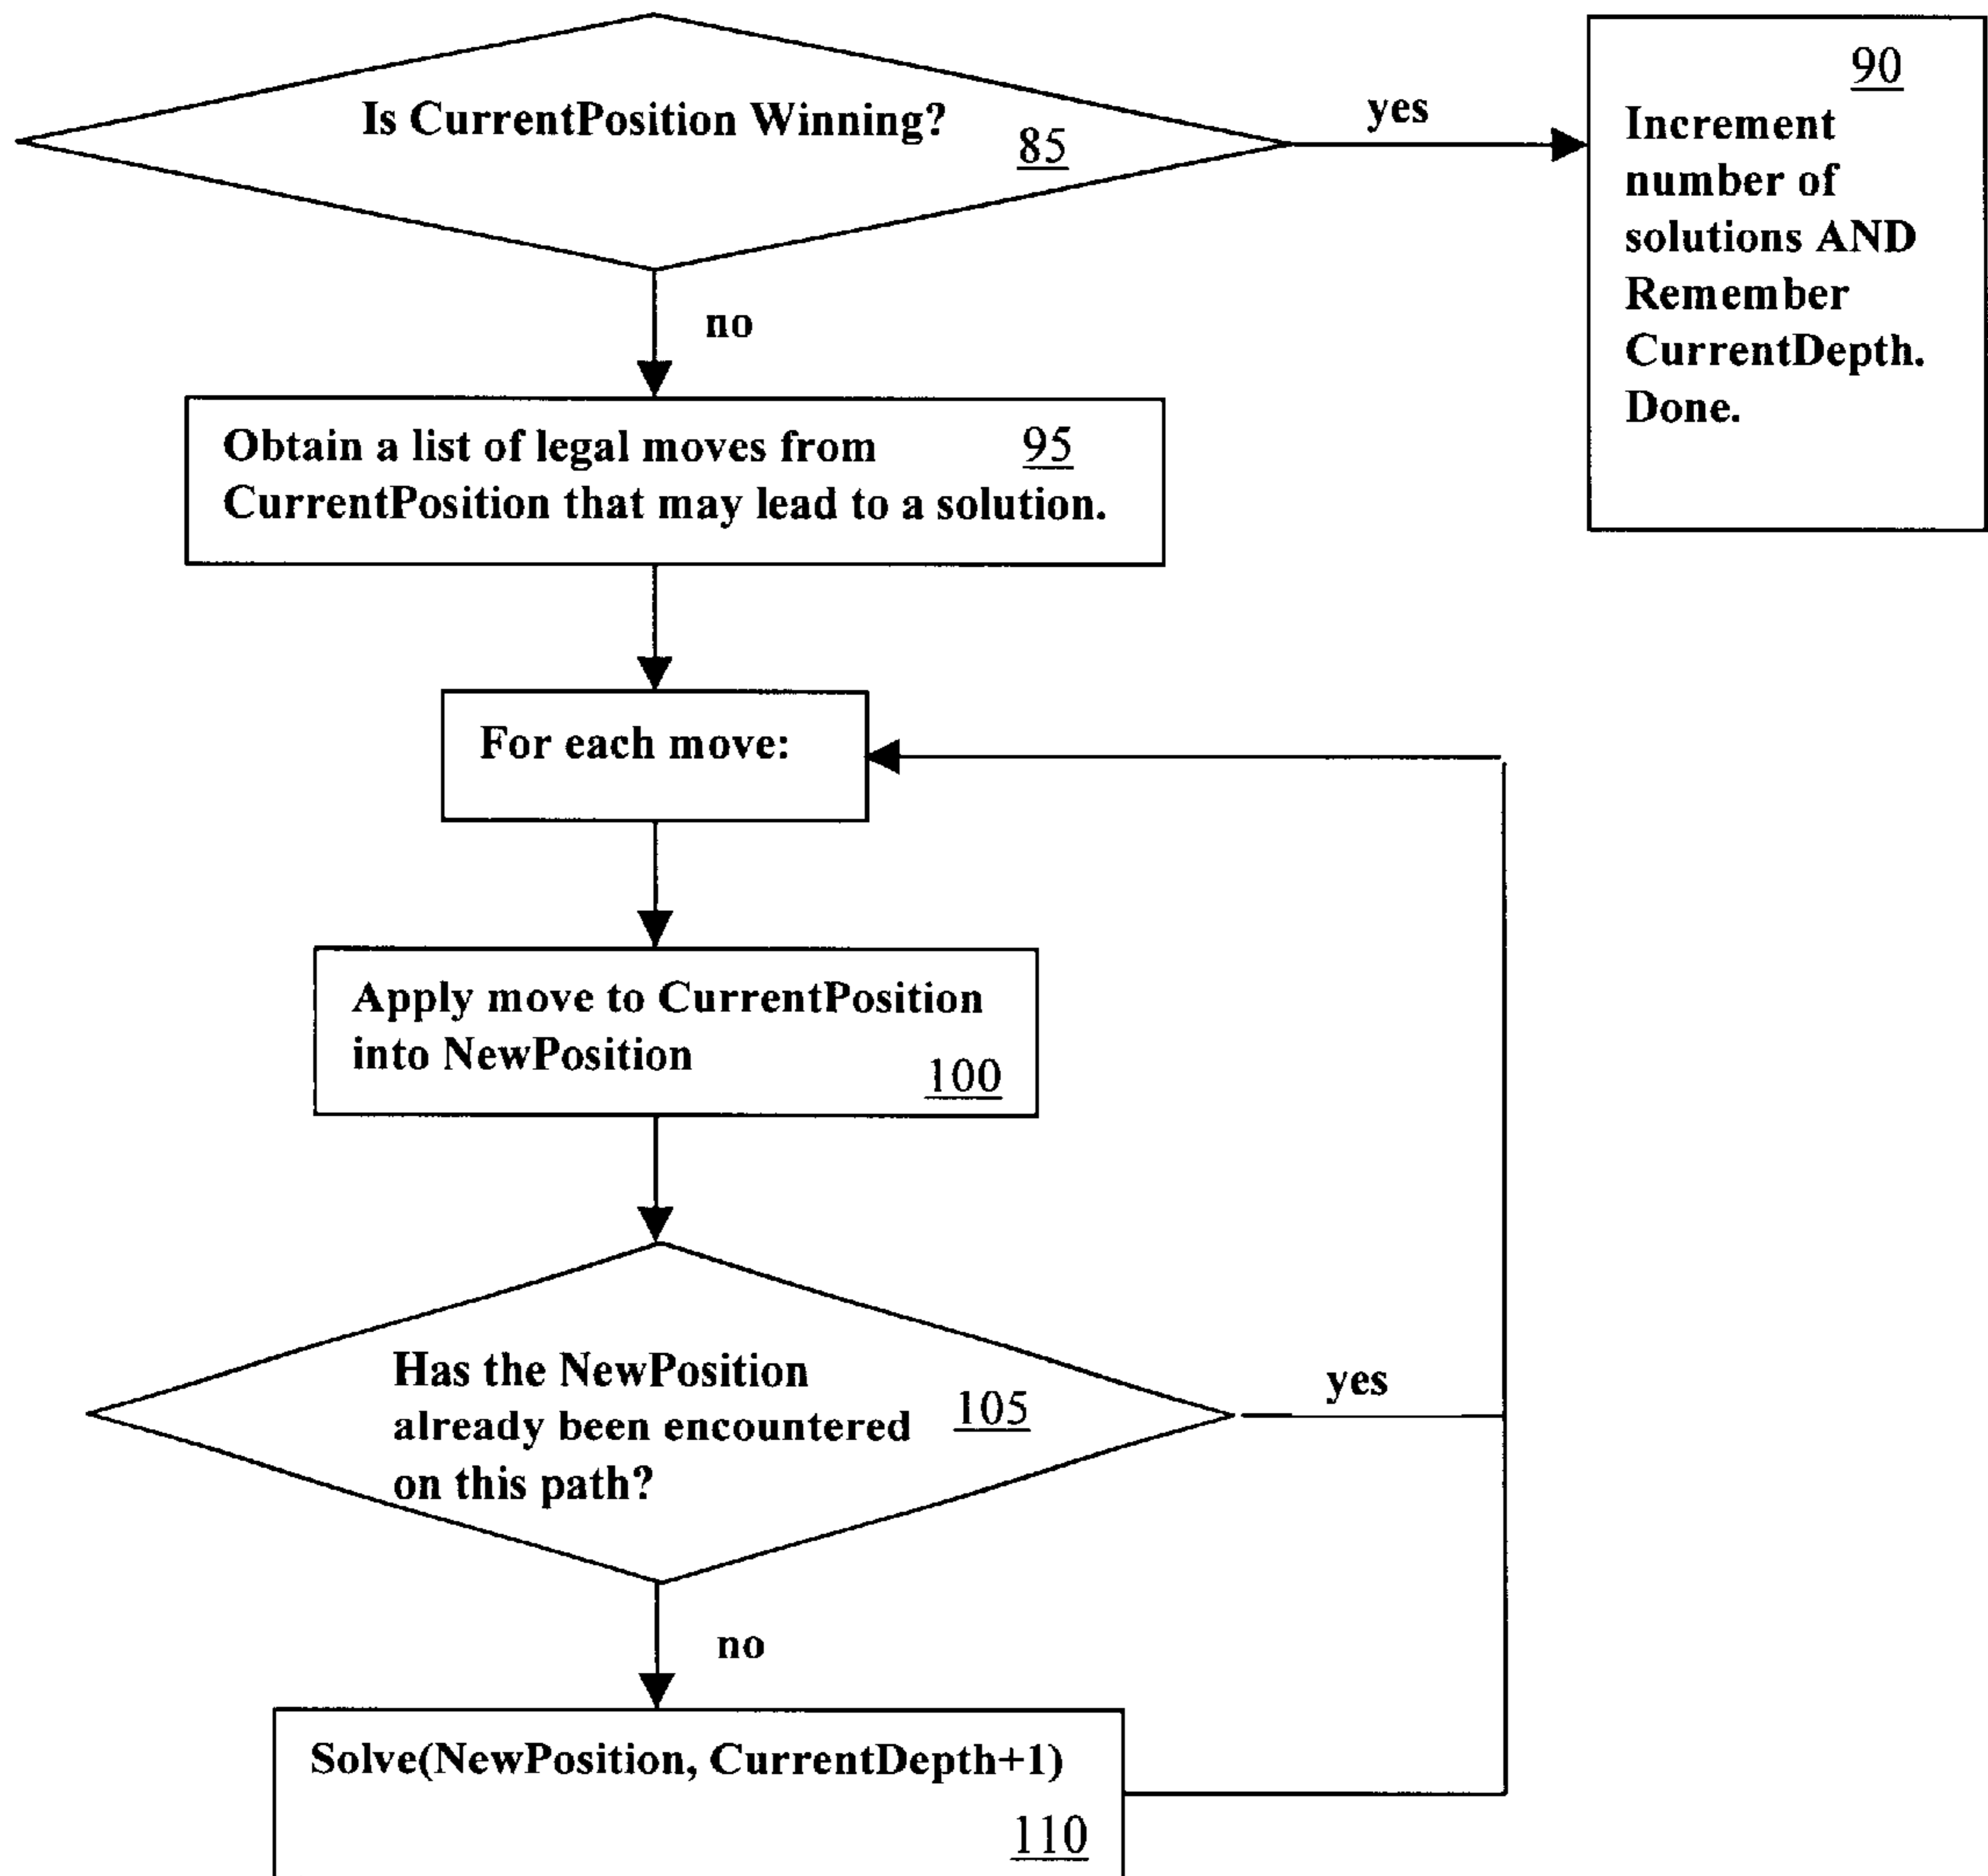 Is CurrentPosition Winning?
85
yes
90
Increment
number of
solutions AND
Remember
CurrentDepth.
Done.
no
Obtain a list of legal moves from
95
CurrentPosition that may lead to a solution.
For each move:
Apply move to CurrentPosition
into NewPosition
100
Has the NewPosition
already been encountered
on this path?
105
yes
no
Solve(NewPosition, CurrentDepth+1)
110